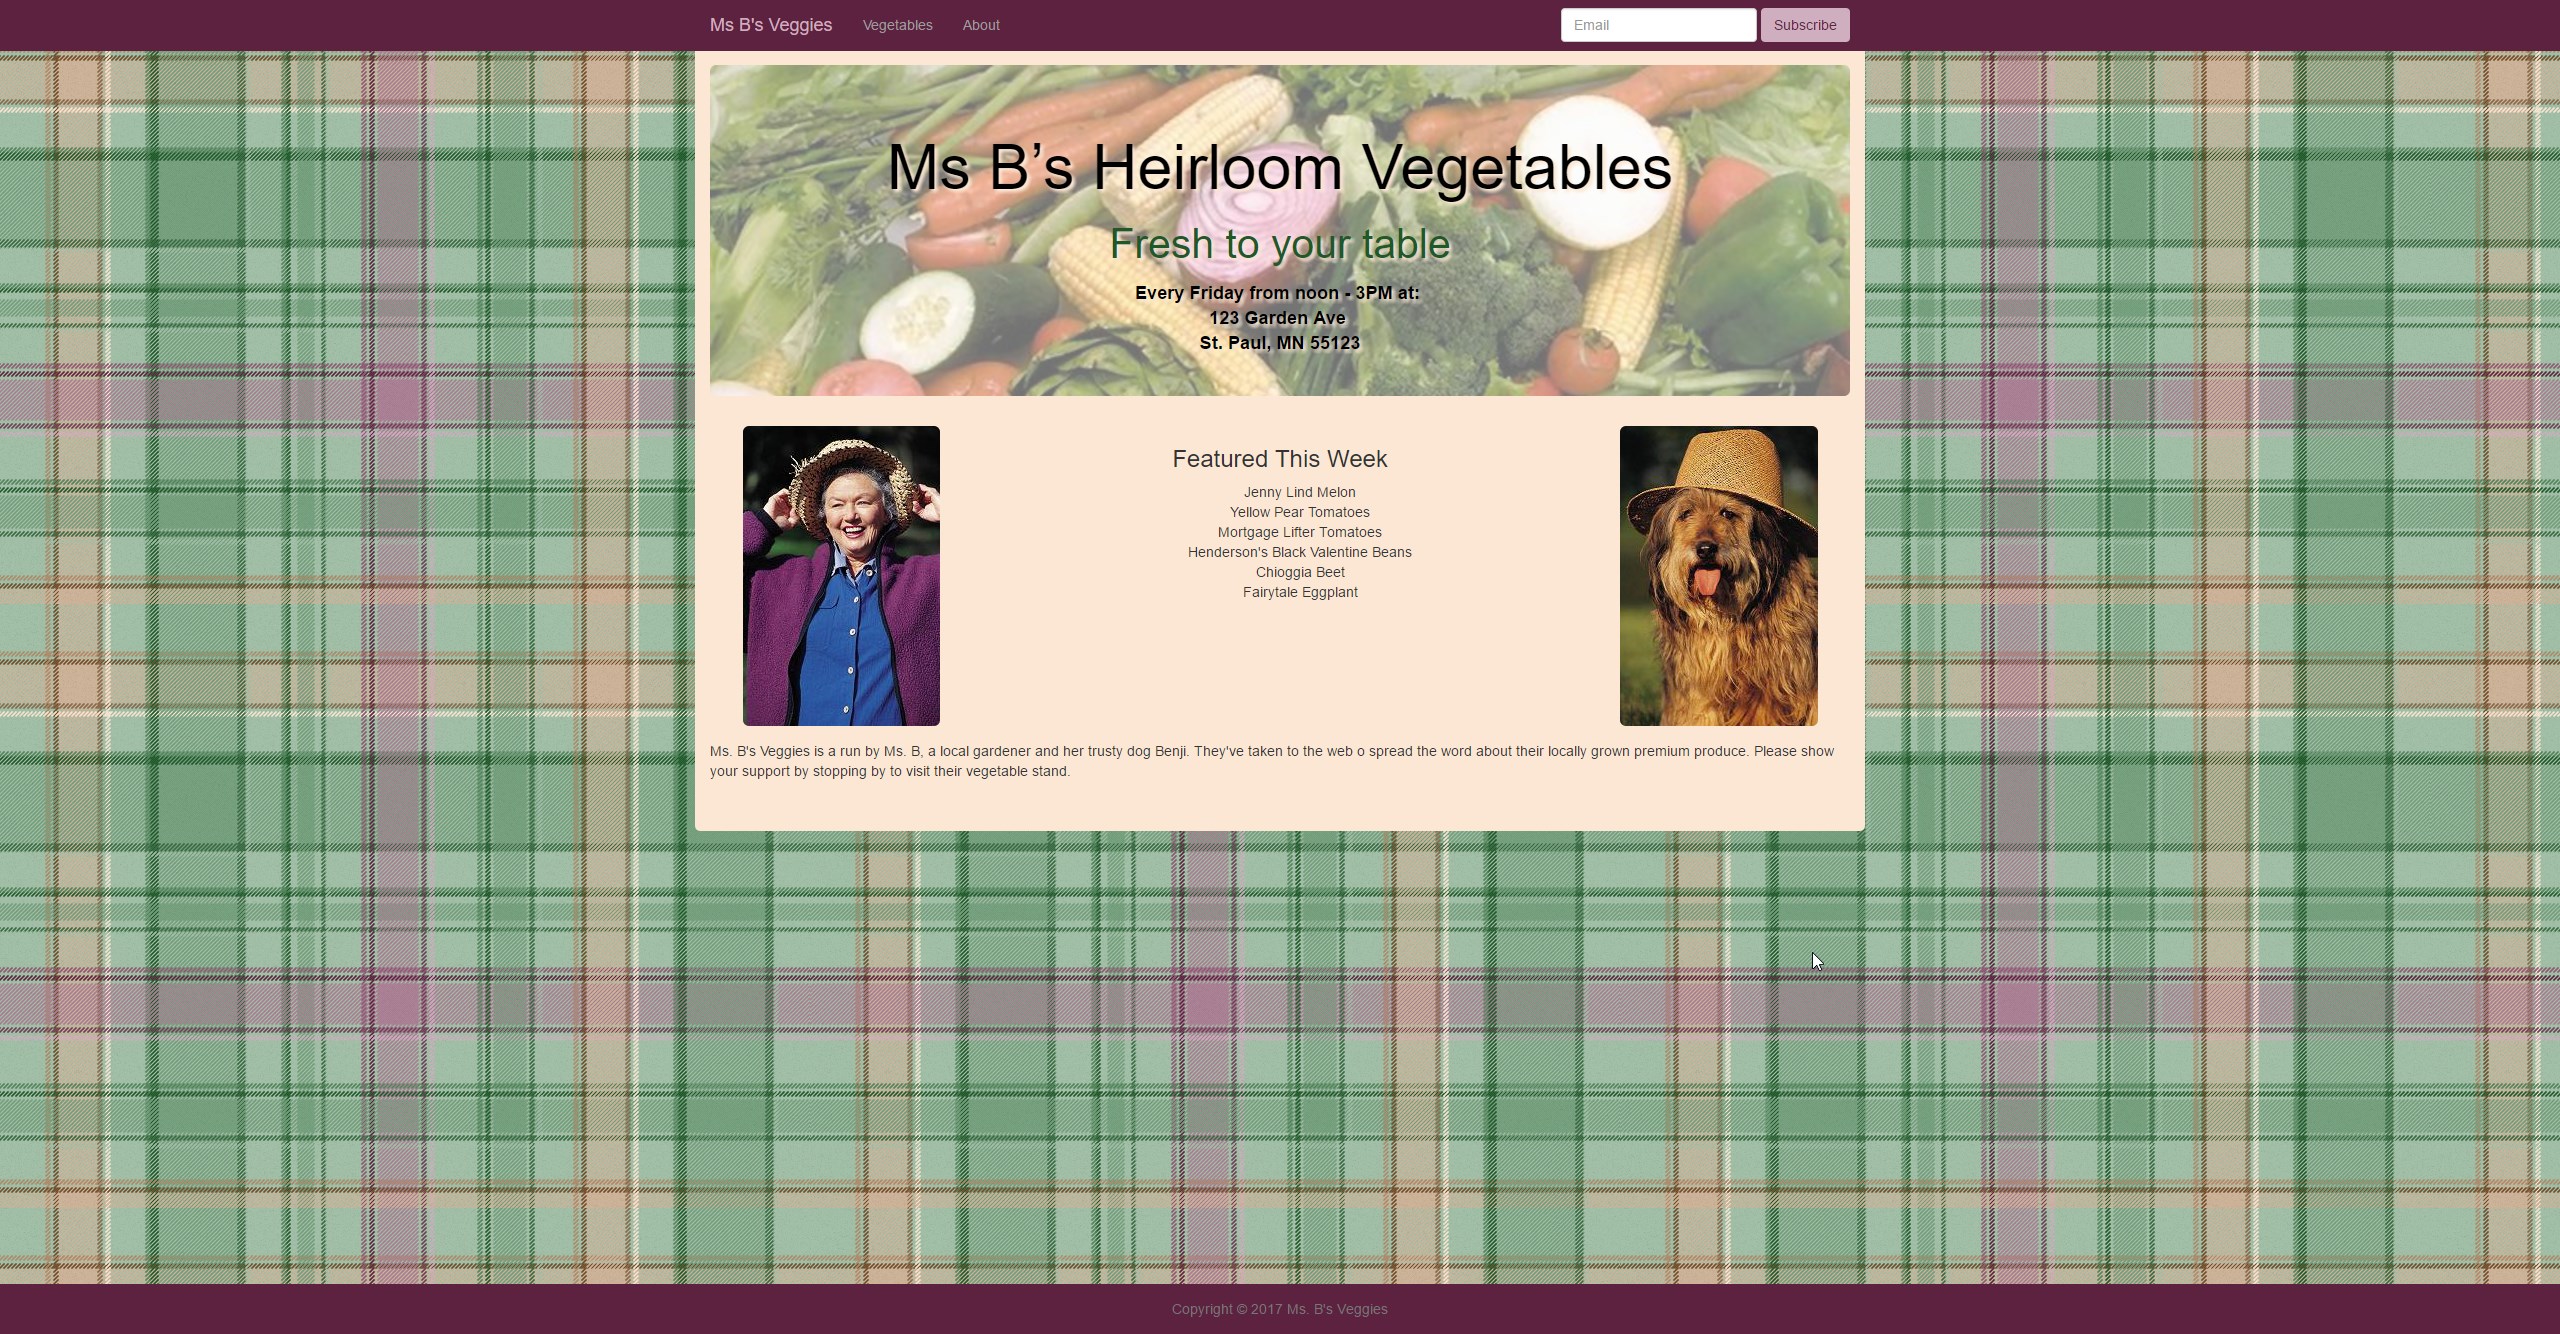 Ms B's Veggies
Vegetables
About
Email
Subscribe
Ms B’s Heirloom Vegetables
Fresh to your table
Every Friday from noon - 3PM at:
123 Garden Ave
St. Paul, MN 55123
Featured This Week
Jenny Lind Melon
Yellow Pear Tomatoes
Mortgage Lifter Tomatoes
Henderson's Black Valentine Beans
Chioggia Beet
Fairytale Eggplant
Ms. B's Veggies is a run by Ms. B, a local gardener and her trusty dog Benji. They've taken to the web o spread the word about their locally grown premium produce. Please show
your support by stopping by to visit their vegetable stand.
Copyright © 2017 Ms. B's Veggies